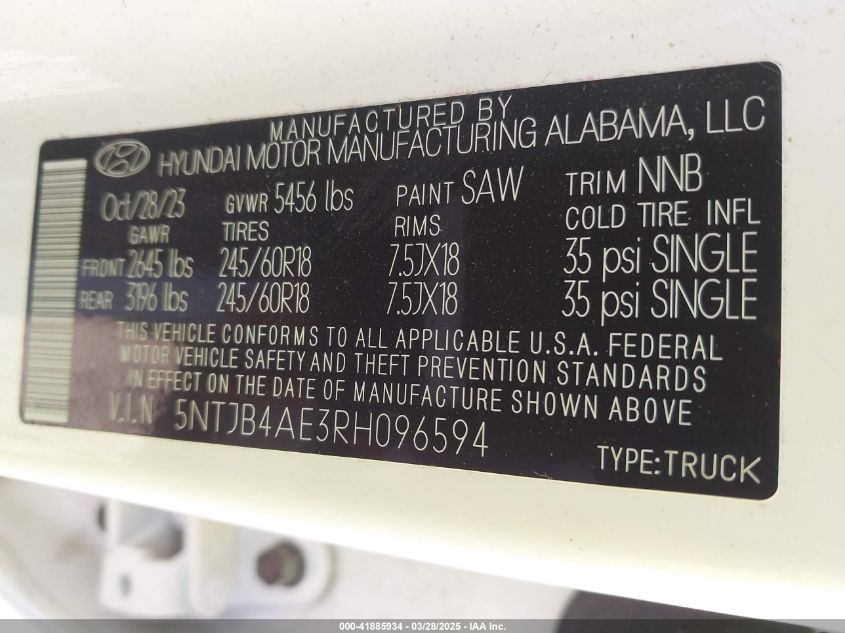 MANUFACTURED BY
HYUNDAI MOTOR MANUFACTURING ALABAMA, LLC
Oct/28/23 GVWR 5456 lbs PAINT SAW TRIM NNB
GAWR TIRES RIMS COLD TIRE INFL
FRONT 2645 lbs 245/60R18 7.5JX18 35 psi SINGLE
REAR 3196 lbs 245/60R18 7.5JX18 35 psi SINGLE
THIS VEHICLE CONFORMS TO ALL APPLICABLE U.S.A. FEDERAL
MOTOR VEHICLE SAFETY AND THEFT PREVENTION STANDARDS
IN EFFECT ON THE DATE OF MANUFACTURE SHOWN ABOVE
V.I.N 5NTJB4AE3RH096594
TYPE:TRUCK
000-41885934 - 03/28/2025 - IAA Inc.